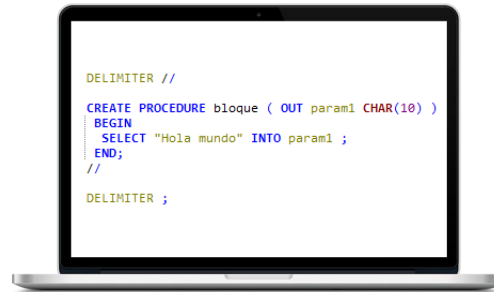 DELIMITER //
CREATE PROCEDURE bloque ( OUT param1 CHAR(10) )
BEGIN
SELECT "Hola mundo" INTO param1 ;
END;
//
DELIMITER ;